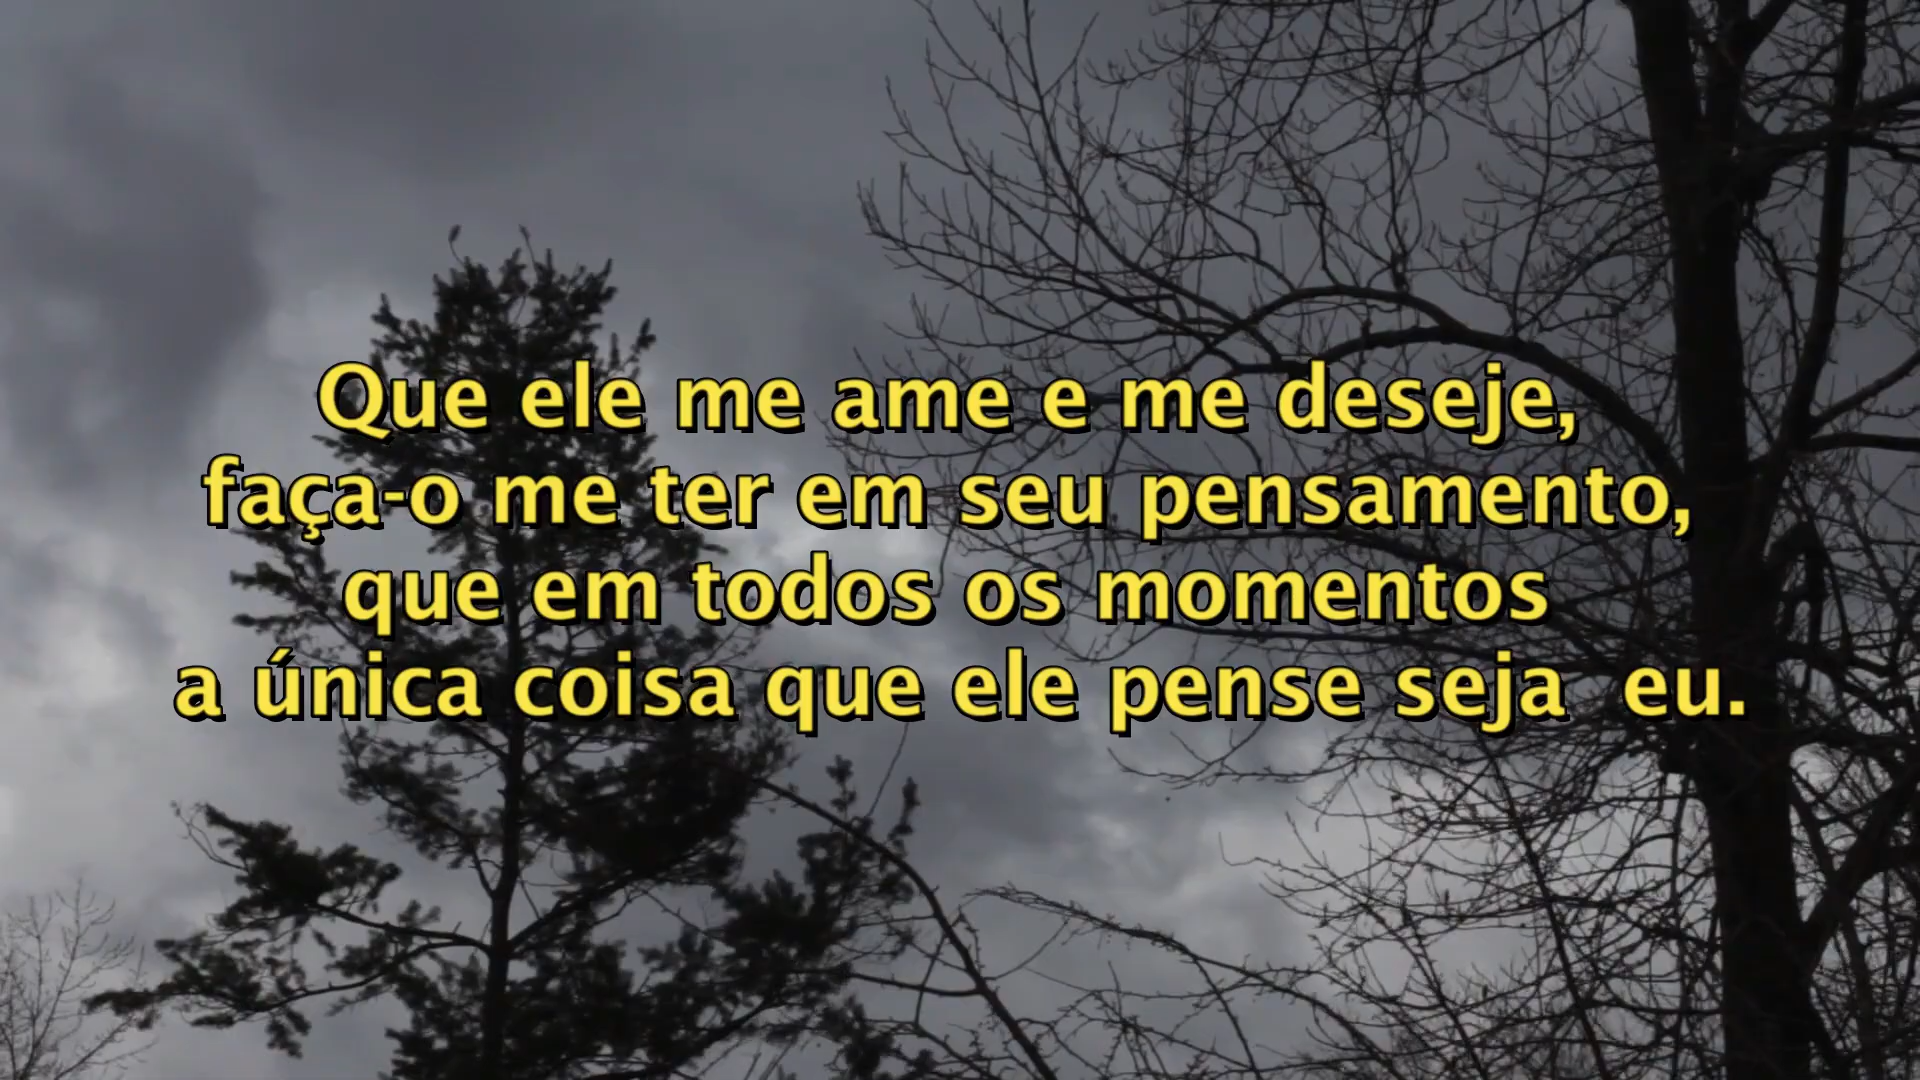 Que ele me ame e me deseje,
faça-o me ter em seu pensamento,
que em todos os momentos
a única coisa que ele pense seja  eu.